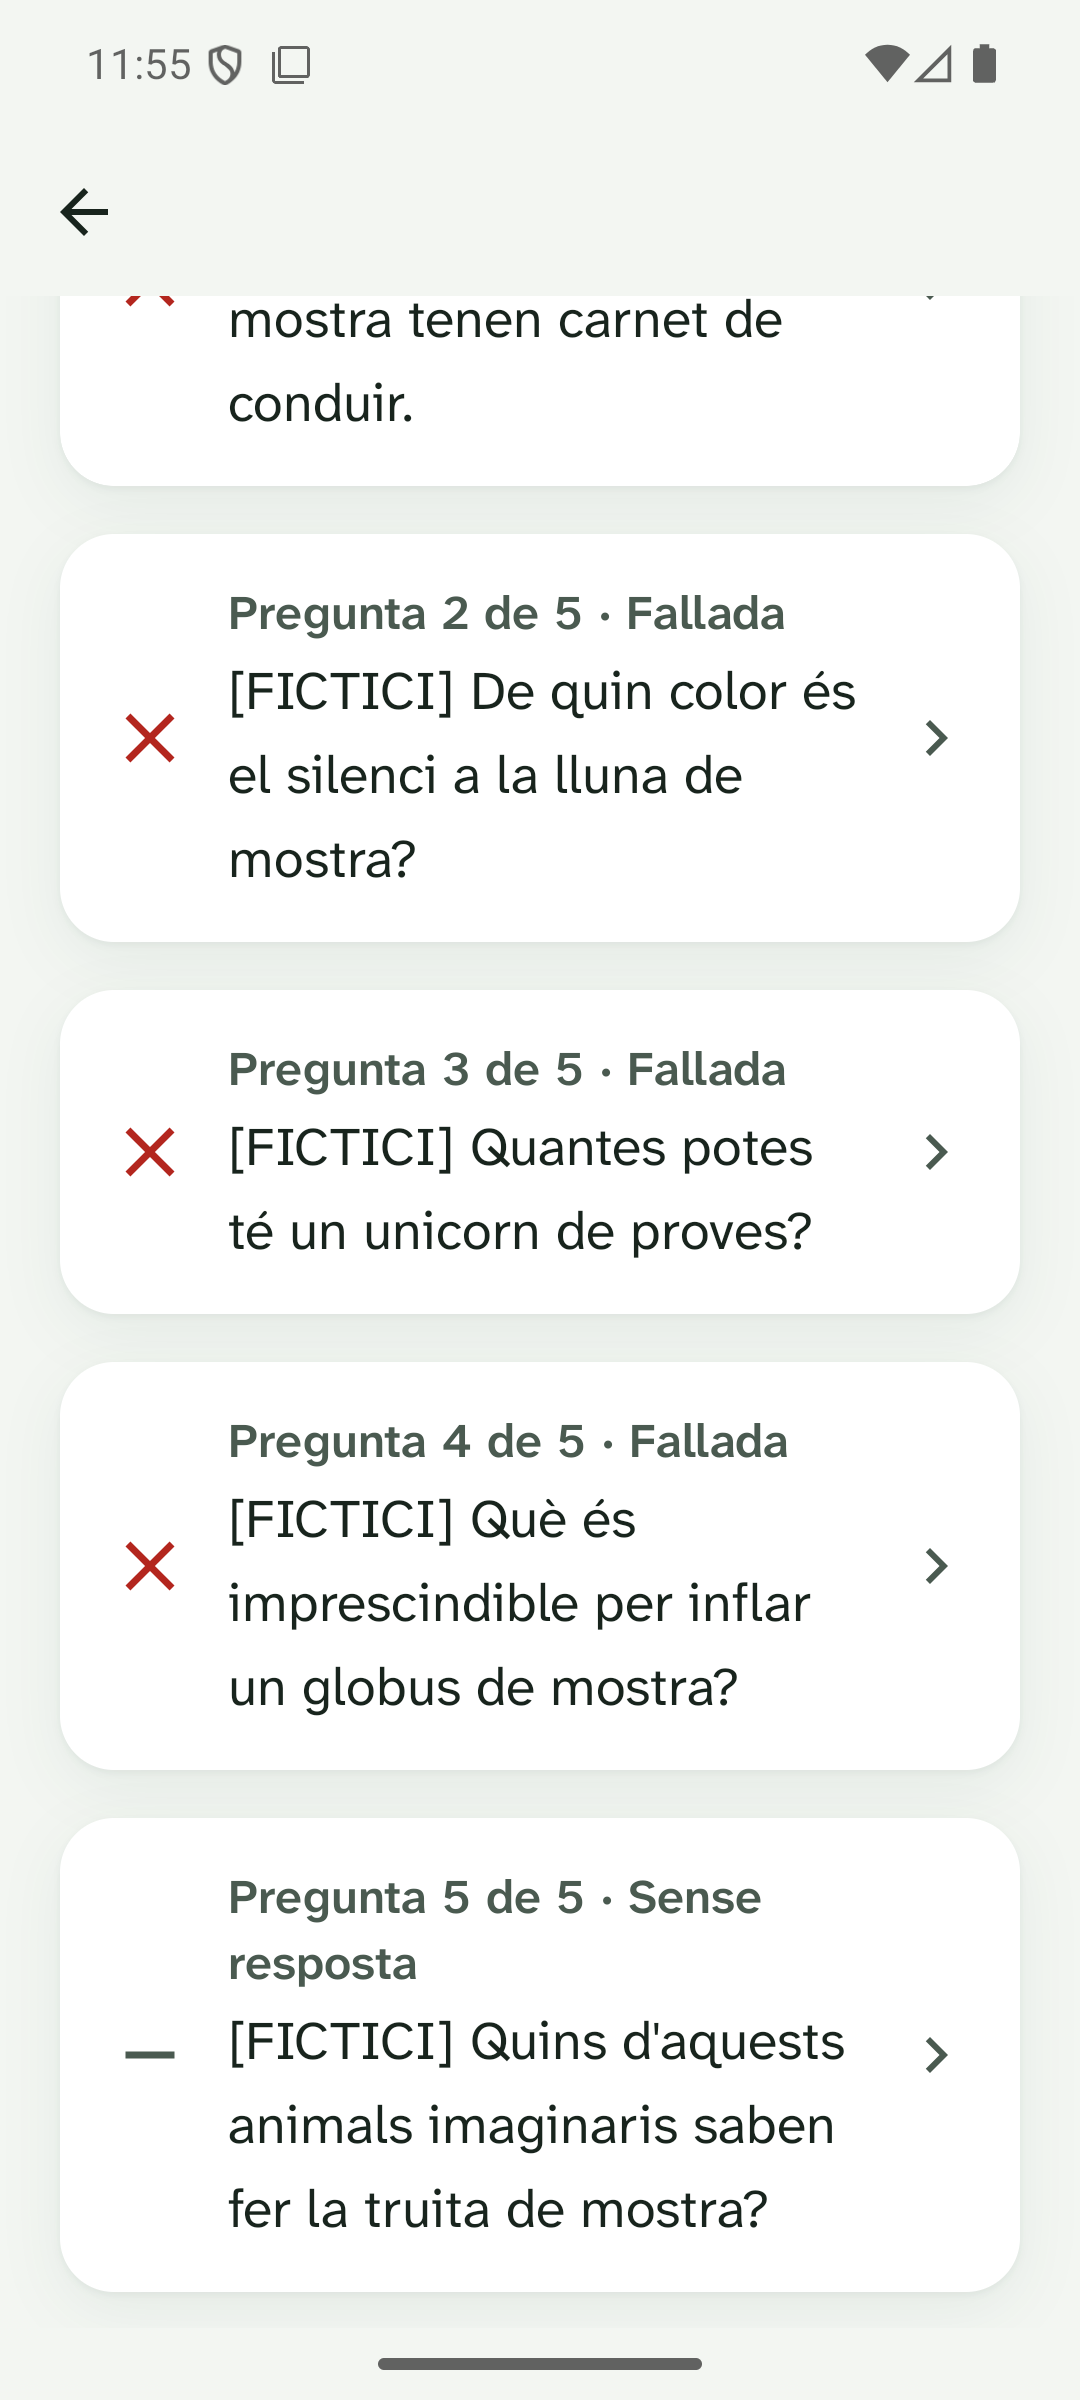 11:55
mostra tenen carnet de
conduir.
Pregunta 2 de 5 · Fallada
[FICTICI] De quin color és
el silenci a la lluna de
mostra?
Pregunta 3 de 5 · Fallada
[FICTICI] Quantes potes
té un unicorn de proves?
Pregunta 4 de 5 · Fallada
[FICTICI] Què és
imprescindible per inflar
un globus de mostra?
Pregunta 5 de 5 · Sense
resposta
[FICTICI] Quins d'aquests
animals imaginaris saben
fer la truita de mostra?